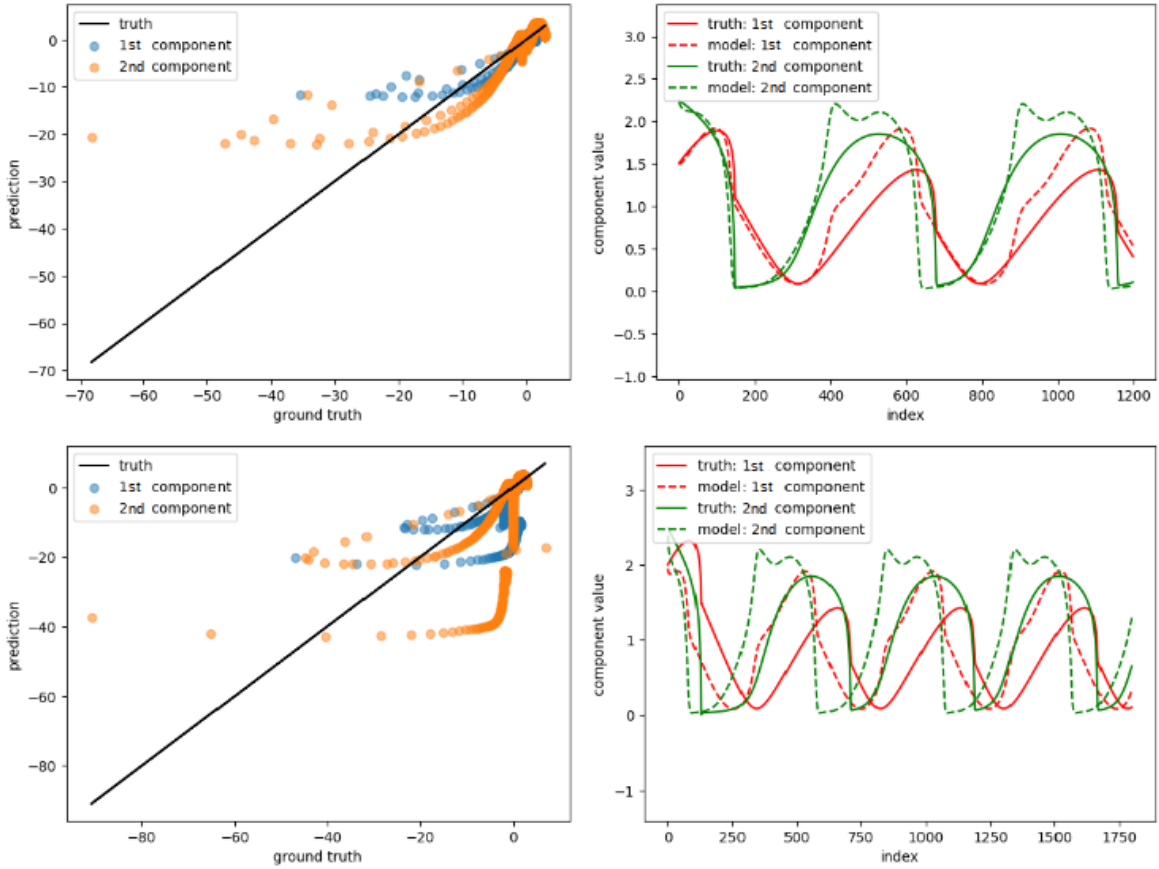 truth
1st component
2nd component
0
−10
−20
−30
−40
−50
−60
−70
prediction
−70
−60
−50
−40
−30
−20
−10
0
ground truth
truth: 1st component
model: 1st component
truth: 2nd component
model: 2nd component
3.0
2.5
2.0
1.5
1.0
0.5
0.0
−0.5
−1.0
component value
0
200
400
600
800
1000
1200
index
truth
1st component
2nd component
0
−20
−40
−60
−80
prediction
−80
−60
−40
−20
0
ground truth
truth: 1st component
model: 1st component
truth: 2nd component
model: 2nd component
3
2
1
0
−1
component value
0
250
500
750
1000
1250
1500
1750
index